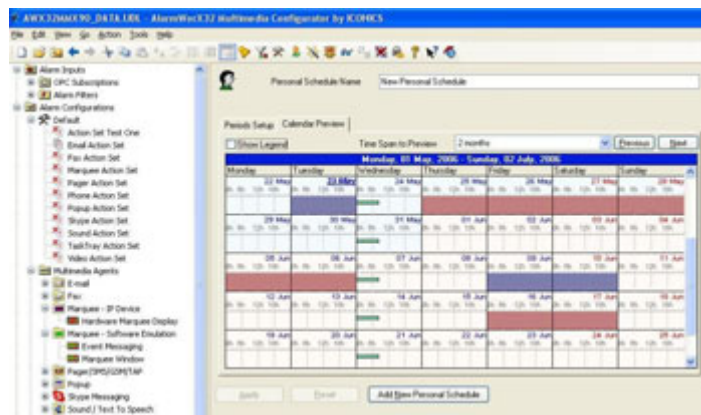 AWX32MMX90_DATA.UDL - AlarmWorX32 Multimedia Configurator by ICONICS
File Edit View Go Action Tools Help
Alarm Inputs
OPC Subscriptions
Alarm Filters
Alarm Configurations
Default
Action Set Test One
Email Action Set
Fax Action Set
Marquee Action Set
Pager Action Set
Phone Action Set
Popup Action Set
Skype Action Set
Sound Action Set
TaskTray Action Set
Video Action Set
Multimedia Agents
E-mail
Fax
Marquee - IP Device
Hardware Marquee Display
Marquee - Software Emulation
Event Messaging
Marquee Window
Pager/SMS/GSM/TAP
Popup
Skype Messaging
Sound / Text To Speech
Personal Schedule Name New Personal Schedule
Periods Setup Calendar Preview
Show Legend Time Span to Preview 2 months Previous Next
Monday, 01 May, 2006 - Sunday, 02 July, 2006
Monday Tuesday Wednesday Thursday Friday Saturday Sunday
22 May 23 May 24 May 25 May 26 May 27 May 28 May
29 May 30 May 31 May 01 Jun 02 Jun 03 Jun 04 Jun
05 Jun 06 Jun 07 Jun 08 Jun 09 Jun 10 Jun 11 Jun
12 Jun 13 Jun 14 Jun 15 Jun 16 Jun 17 Jun 18 Jun
19 Jun 20 Jun 21 Jun 22 Jun 23 Jun 24 Jun 25 Jun
Apply Reset Add New Personal Schedule